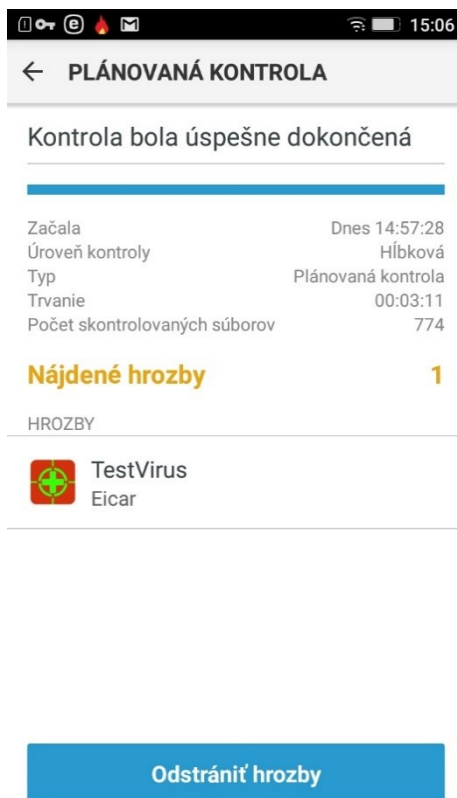 15:06
PLÁNOVANÁ KONTROLA
Kontrola bola úspešne dokončená
Začala Dnes 14:57:28
Úroveň kontroly Hĺbková
Typ Plánovaná kontrola
Trvanie 00:03:11
Počet skontrolovaných súborov 774
Nájdené hrozby 1
HROZBY
TestVirus
Eicar
Odstrániť hrozby